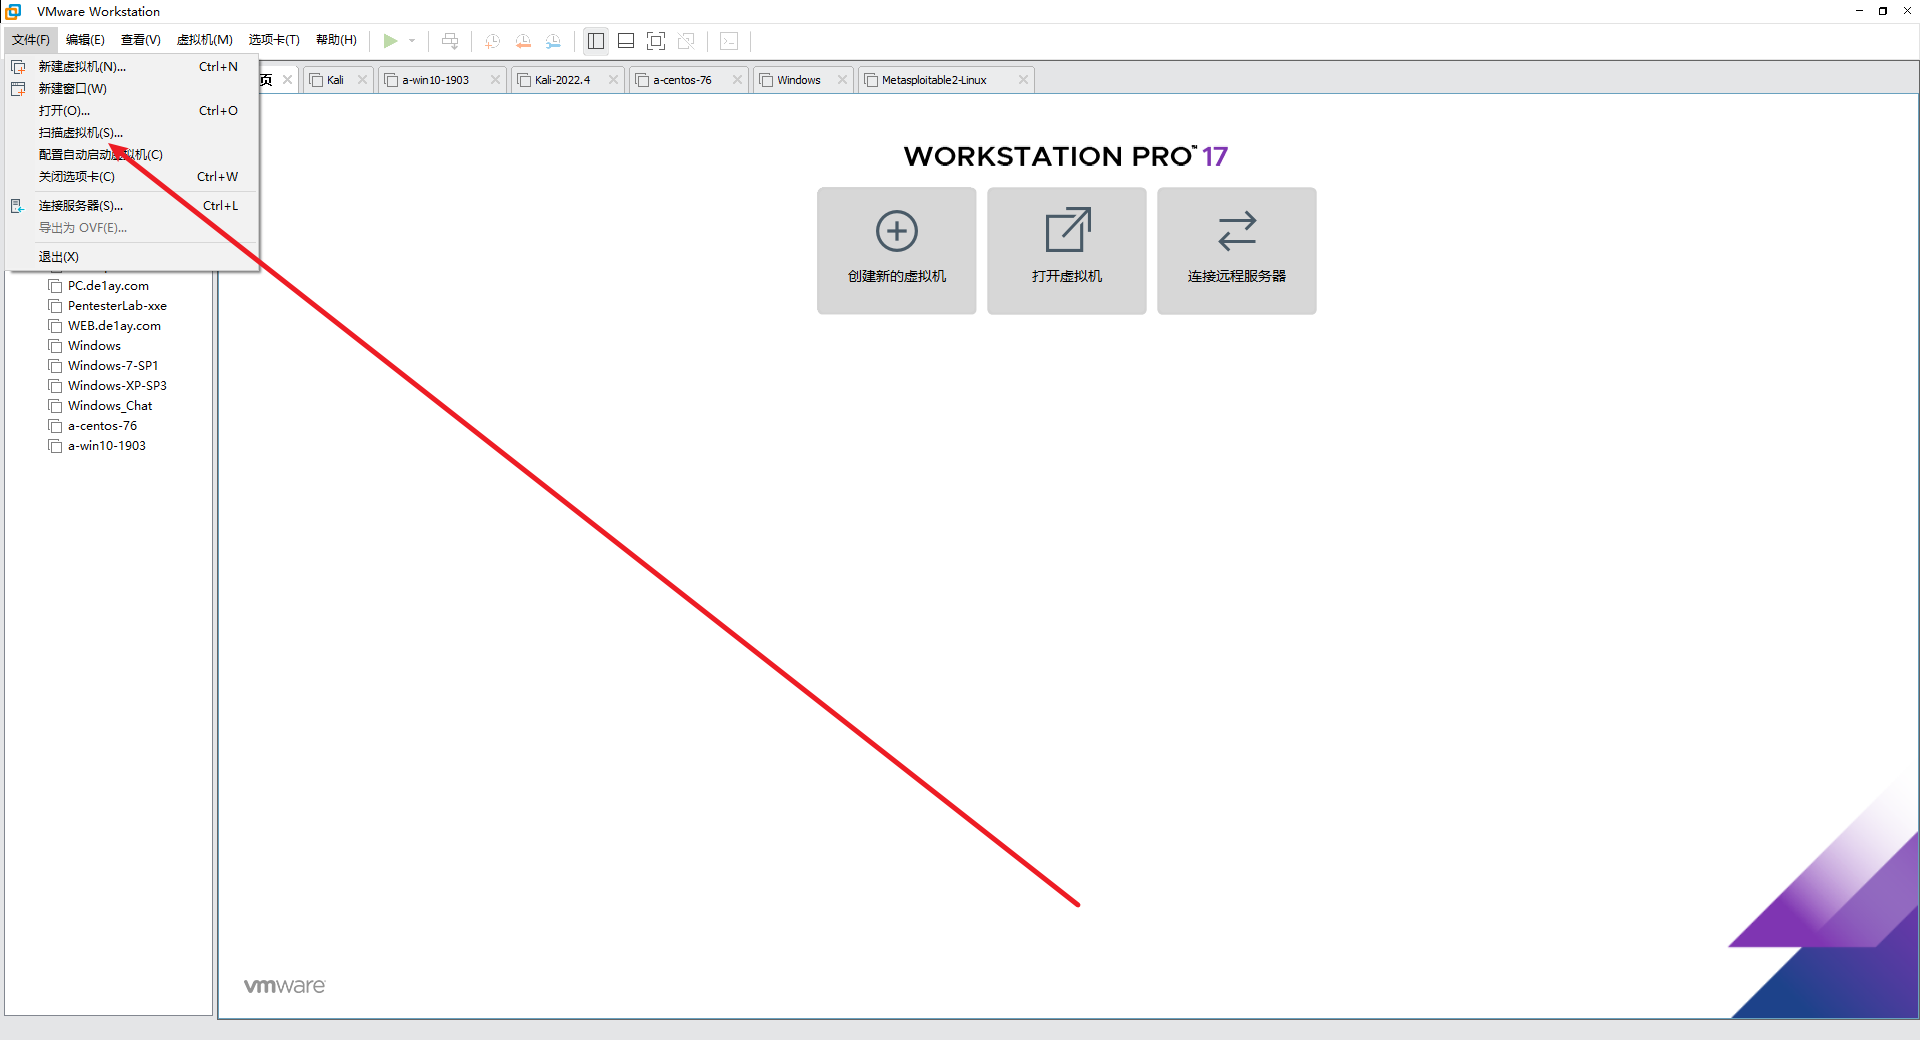 VMware Workstation
文件(F) 编辑(E) 查看(V) 虚拟机(M) 选项卡(T) 帮助(H)
新建虚拟机(N)... Ctrl+N
新建窗口(W)
打开(O)... Ctrl+O
扫描虚拟机(S)...
配置自动启动虚拟机(C)
关闭选项卡(C) Ctrl+W
连接服务器(S)... Ctrl+L
导出为 OVF(E)...
退出(X)
页 Kali a-win10-1903 Kali-2022.4 a-centos-76 Windows Metasploitable2-Linux
PC.de1ay.com
PentesterLab-xxe
WEB.de1ay.com
Windows
Windows-7-SP1
Windows-XP-SP3
Windows_Chat
a-centos-76
a-win10-1903
WORKSTATION PRO™ 17
创建新的虚拟机 打开虚拟机 连接远程服务器
vmware